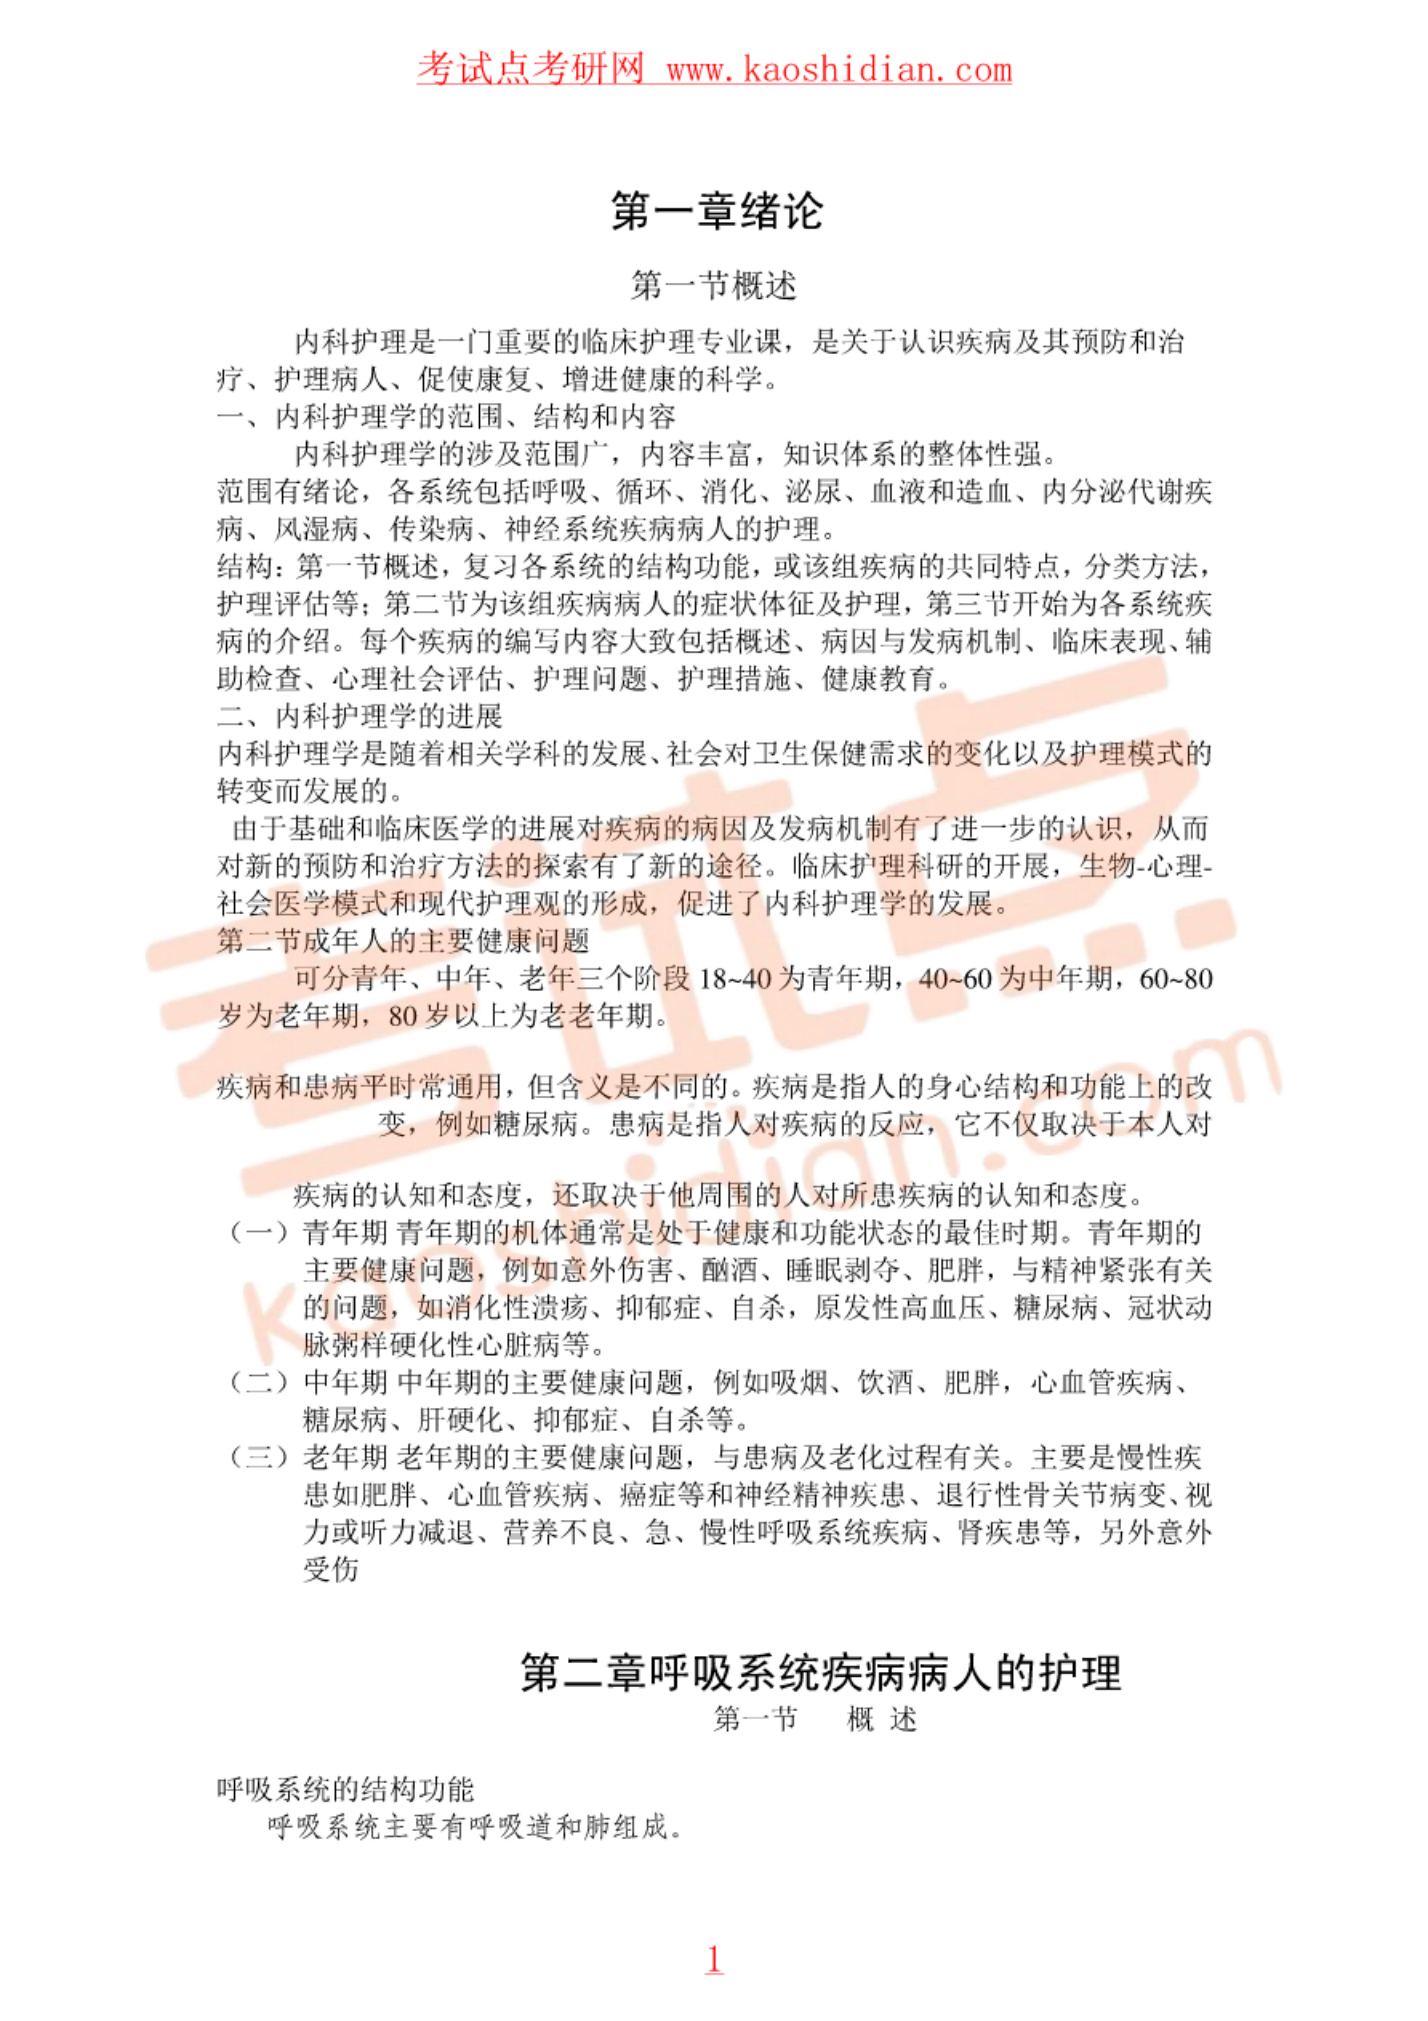 考试点考研网 www.kaoshidian.com
第一章绪论
第一节概述
内科护理是一门重要的临床护理专业课，是关于认识疾病及其预防和治
疗、护理病人、促使康复、增进健康的科学。
一、内科护理学的范围、结构和内容
内科护理学的涉及范围广，内容丰富，知识体系的整体性强。
范围有绪论，各系统包括呼吸、循环、消化、泌尿、血液和造血、内分泌代谢疾
病、风湿病、传染病、神经系统疾病病人的护理。
结构：第一节概述，复习各系统的结构功能，或该组疾病的共同特点，分类方法，
护理评估等；第二节为该组疾病病人的症状体征及护理，第三节开始为各系统疾
病的介绍。每个疾病的编写内容大致包括概述、病因与发病机制、临床表现、辅
助检查、心理社会评估、护理问题、护理措施、健康教育。
二、内科护理学的进展
内科护理学是随着相关学科的发展、社会对卫生保健需求的变化以及护理模式的
转变而发展的。
由于基础和临床医学的进展对疾病的病因及发病机制有了进一步的认识，从而
对新的预防和治疗方法的探索有了新的途径。临床护理科研的开展，生物-心理-
社会医学模式和现代护理观的形成，促进了内科护理学的发展。
第二节成年人的主要健康问题
可分青年、中年、老年三个阶段 18~40 为青年期，40~60 为中年期，60~80
岁为老年期，80 岁以上为老老年期。
疾病和患病平时常通用，但含义是不同的。疾病是指人的身心结构和功能上的改
变，例如糖尿病。患病是指人对疾病的反应，它不仅取决于本人对
疾病的认知和态度，还取决于他周围的人对所患疾病的认知和态度。
（一）青年期 青年期的机体通常是处于健康和功能状态的最佳时期。青年期的
主要健康问题，例如意外伤害、酗酒、睡眠剥夺、肥胖，与精神紧张有关
的问题，如消化性溃疡、抑郁症、自杀，原发性高血压、糖尿病、冠状动
脉粥样硬化性心脏病等。
（二）中年期 中年期的主要健康问题，例如吸烟、饮酒、肥胖，心血管疾病、
糖尿病、肝硬化、抑郁症、自杀等。
（三）老年期 老年期的主要健康问题，与患病及老化过程有关。主要是慢性疾
患如肥胖、心血管疾病、癌症等和神经精神疾患、退行性骨关节病变、视
力或听力减退、营养不良、急、慢性呼吸系统疾病、肾疾患等，另外意外
受伤
考试点
kaoshidian.com
第二章呼吸系统疾病病人的护理
第一节 概 述
呼吸系统的结构功能
呼吸系统主要有呼吸道和肺组成。
1